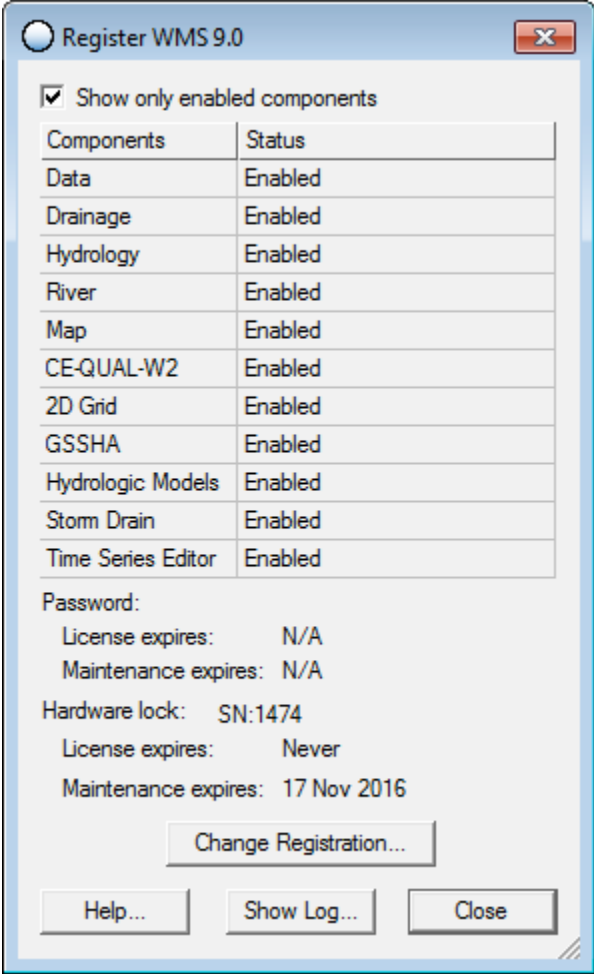 Register WMS 9.0
Show only enabled components
Components Status
Data Enabled
Drainage Enabled
Hydrology Enabled
River Enabled
Map Enabled
CE-QUAL-W2 Enabled
2D Grid Enabled
GSSHA Enabled
Hydrologic Models Enabled
Storm Drain Enabled
Time Series Editor Enabled
Password:
License expires: N/A
Maintenance expires: N/A
Hardware lock: SN:1474
License expires: Never
Maintenance expires: 17 Nov 2016
Change Registration...
Help... Show Log... Close